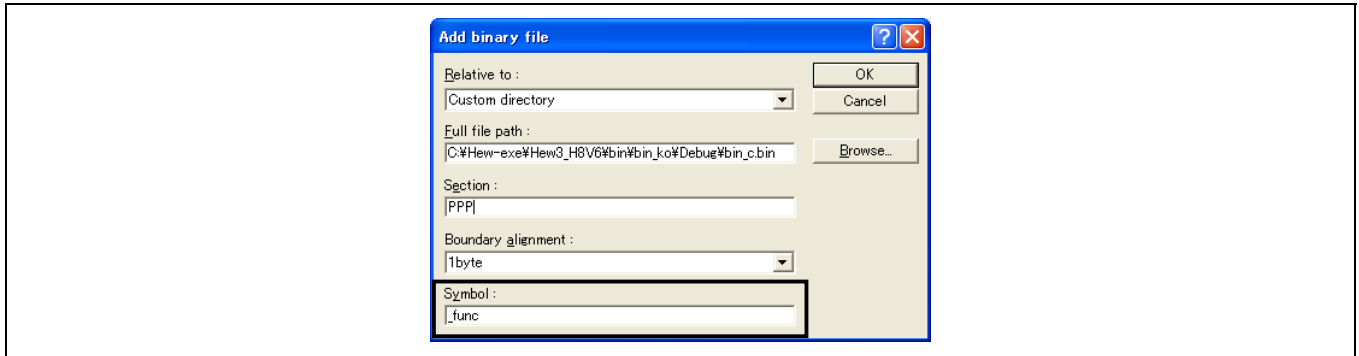 Add binary file
Relative to :
OK
Custom directory
Cancel
Full file path :
C:¥Hew-exe¥Hew3_H8V6¥bin¥bin_ko¥Debug¥bin_c.bin
Browse...
Section :
PPP
Boundary alignment :
1byte
Symbol :
_func